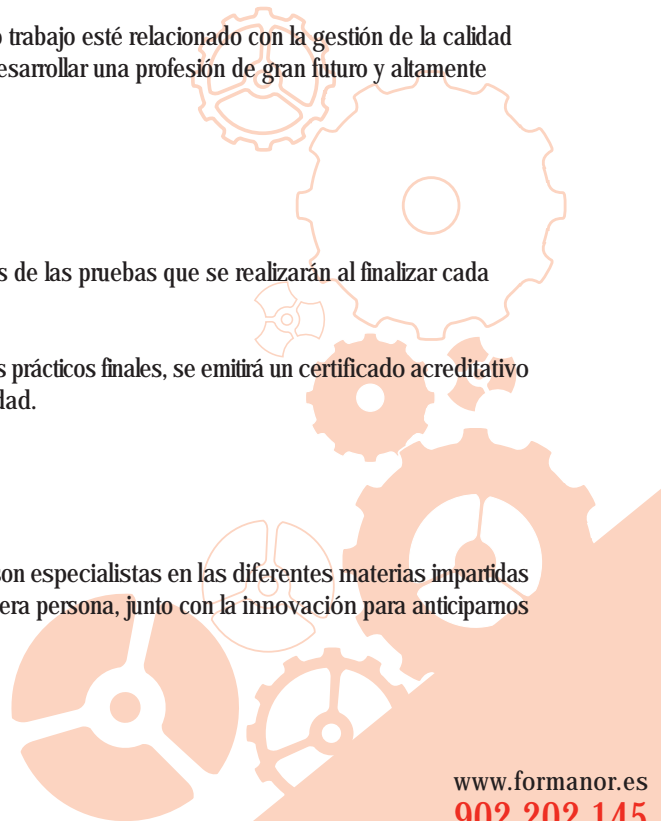 trabajo esté relacionado con la gestión de la calidad
esarrollar una profesión de gran futuro y altamente
s de las pruebas que se realizarán al finalizar cada
s prácticos finales, se emitirá un certificado acreditativo
dad.
son especialistas en las diferentes materias impartidas
era persona, junto con la innovación para anticiparnos
www.formanor.es
902 202 145